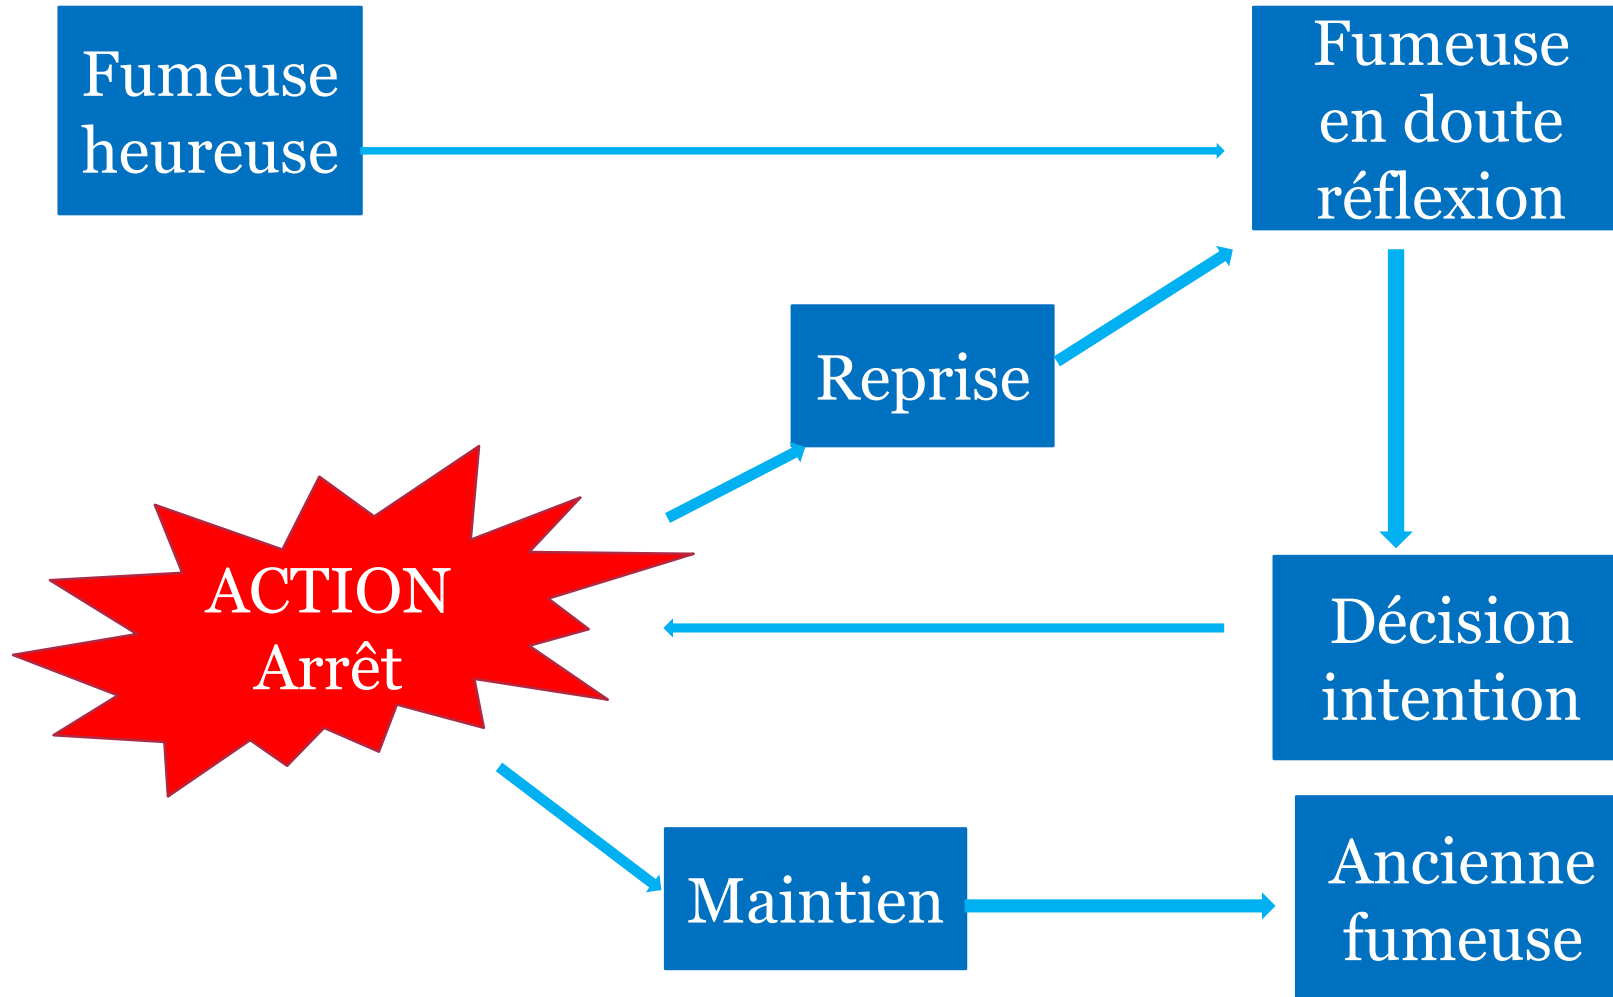 Fumeuse
heureuse
Fumeuse
en doute
réflexion
Reprise
ACTION
Arrêt
Décision
intention
Maintien
Ancienne
fumeuse